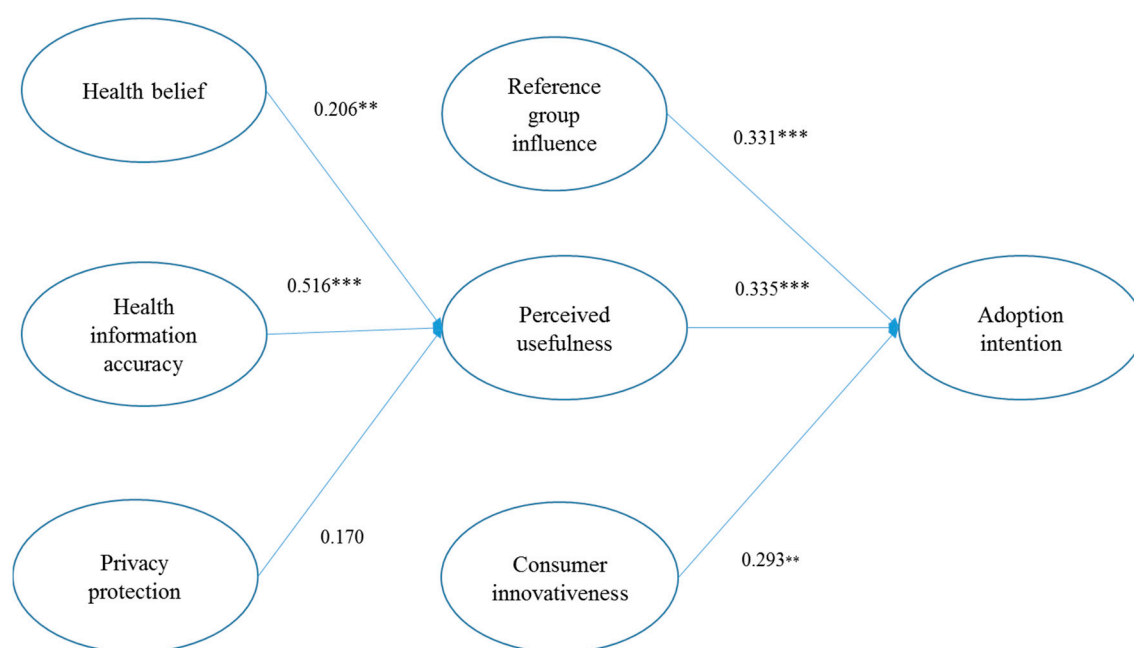 Health belief
0.206**
Reference
group
influence
0.331***
Health
information
accuracy
0.516***
Perceived
usefulness
0.335***
Adoption
intention
Privacy
protection
0.170
Consumer
innovativeness
0.293**